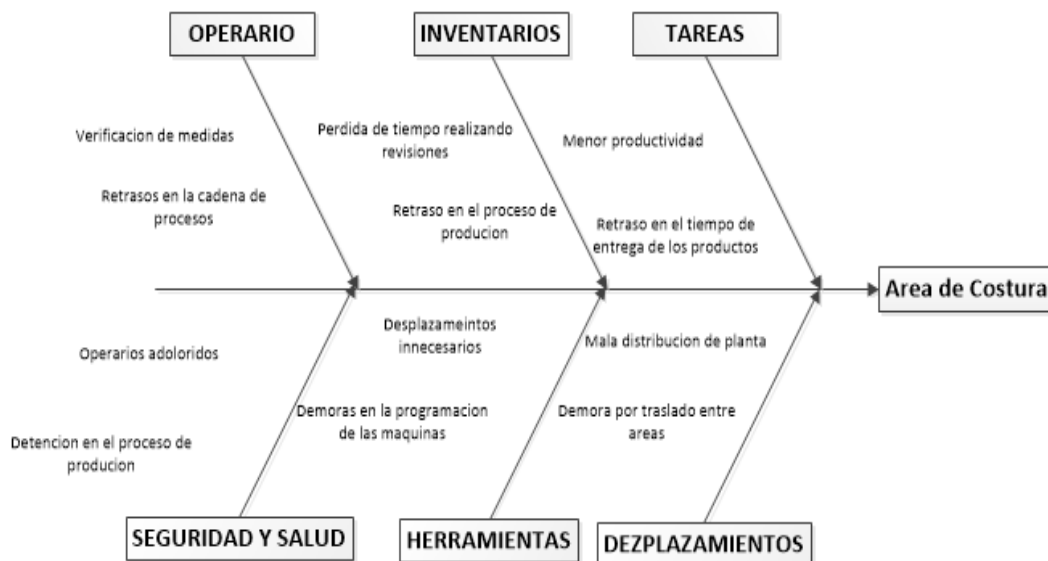 OPERARIO
INVENTARIOS
TAREAS
Verificacion de medidas
Perdida de tiempo realizando
revisiones
Menor productividad
Retrasos en la cadena de
procesos
Retraso en el proceso de
producion
Retraso en el tiempo de
entrega de los productos
Area de Costura
Operarios adoloridos
Desplazameintos
innecesarios
Mala distribucion de planta
Detencion en el proceso de
producion
Demoras en la programacion
de las maquinas
Demora por traslado entre
areas
SEGURIDAD Y SALUD
HERRAMIENTAS
DEZPLAZAMIENTOS